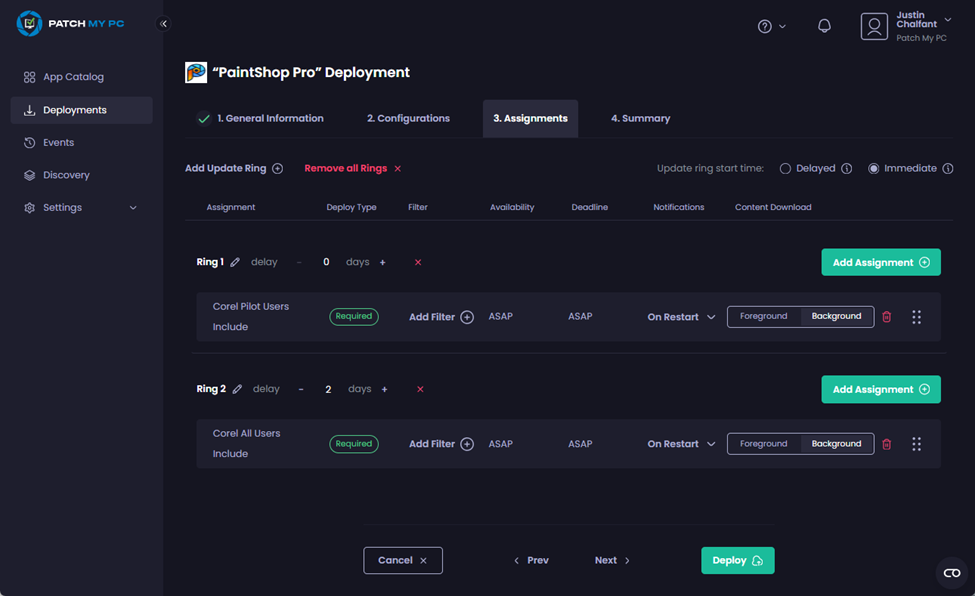 PATCH MY PC
Justin
Chalfant
Patch My PC
App Catalog
Deployments
Events
Discovery
Settings
“PaintShop Pro” Deployment
1. General Information 2. Configurations 3. Assignments 4. Summary
Add Update Ring Remove all Rings Update ring start time: Delayed Immediate
Assignment Deploy Type Filter Availability Deadline Notifications Content Download
Ring 1 delay - 0 days + Add Assignment
Corel Pilot Users
Include
Required Add Filter ASAP ASAP On Restart Foreground Background
Ring 2 delay - 2 days + Add Assignment
Corel All Users
Include
Required Add Filter ASAP ASAP On Restart Foreground Background
Cancel Prev Next Deploy